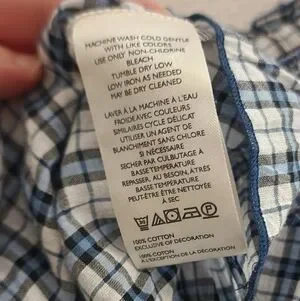 MACHINE WASH COLD GENTLE
WITH LIKE COLORS
USE ONLY NON-CHLORINE
BLEACH
TUMBLE DRY LOW
LOW IRON AS NEEDED
MAY BE DRY CLEANED
LAVER À LA MACHINE À L'EAU
FROIDE AVEC COULEURS
SIMILAIRES CYCLE DÉLICAT
UTILISER UN AGENT DE
BLANCHIMENT SANS CHLORE
SI NÉCESSAIRE
SECHER PAR CULBUTAGE À
BASSE TEMPÉRATURE
REPASSER, AU BESOIN, À TRÈS
BASSE TEMPÉRATURE
PEUT-ÊTRE ÊTRE NETTOYÉE
À SEC
100% COTTON
EXCLUSIVE OF DECORATION
100% COTON
À L'EXCEPTION DE LA DÉCORATION